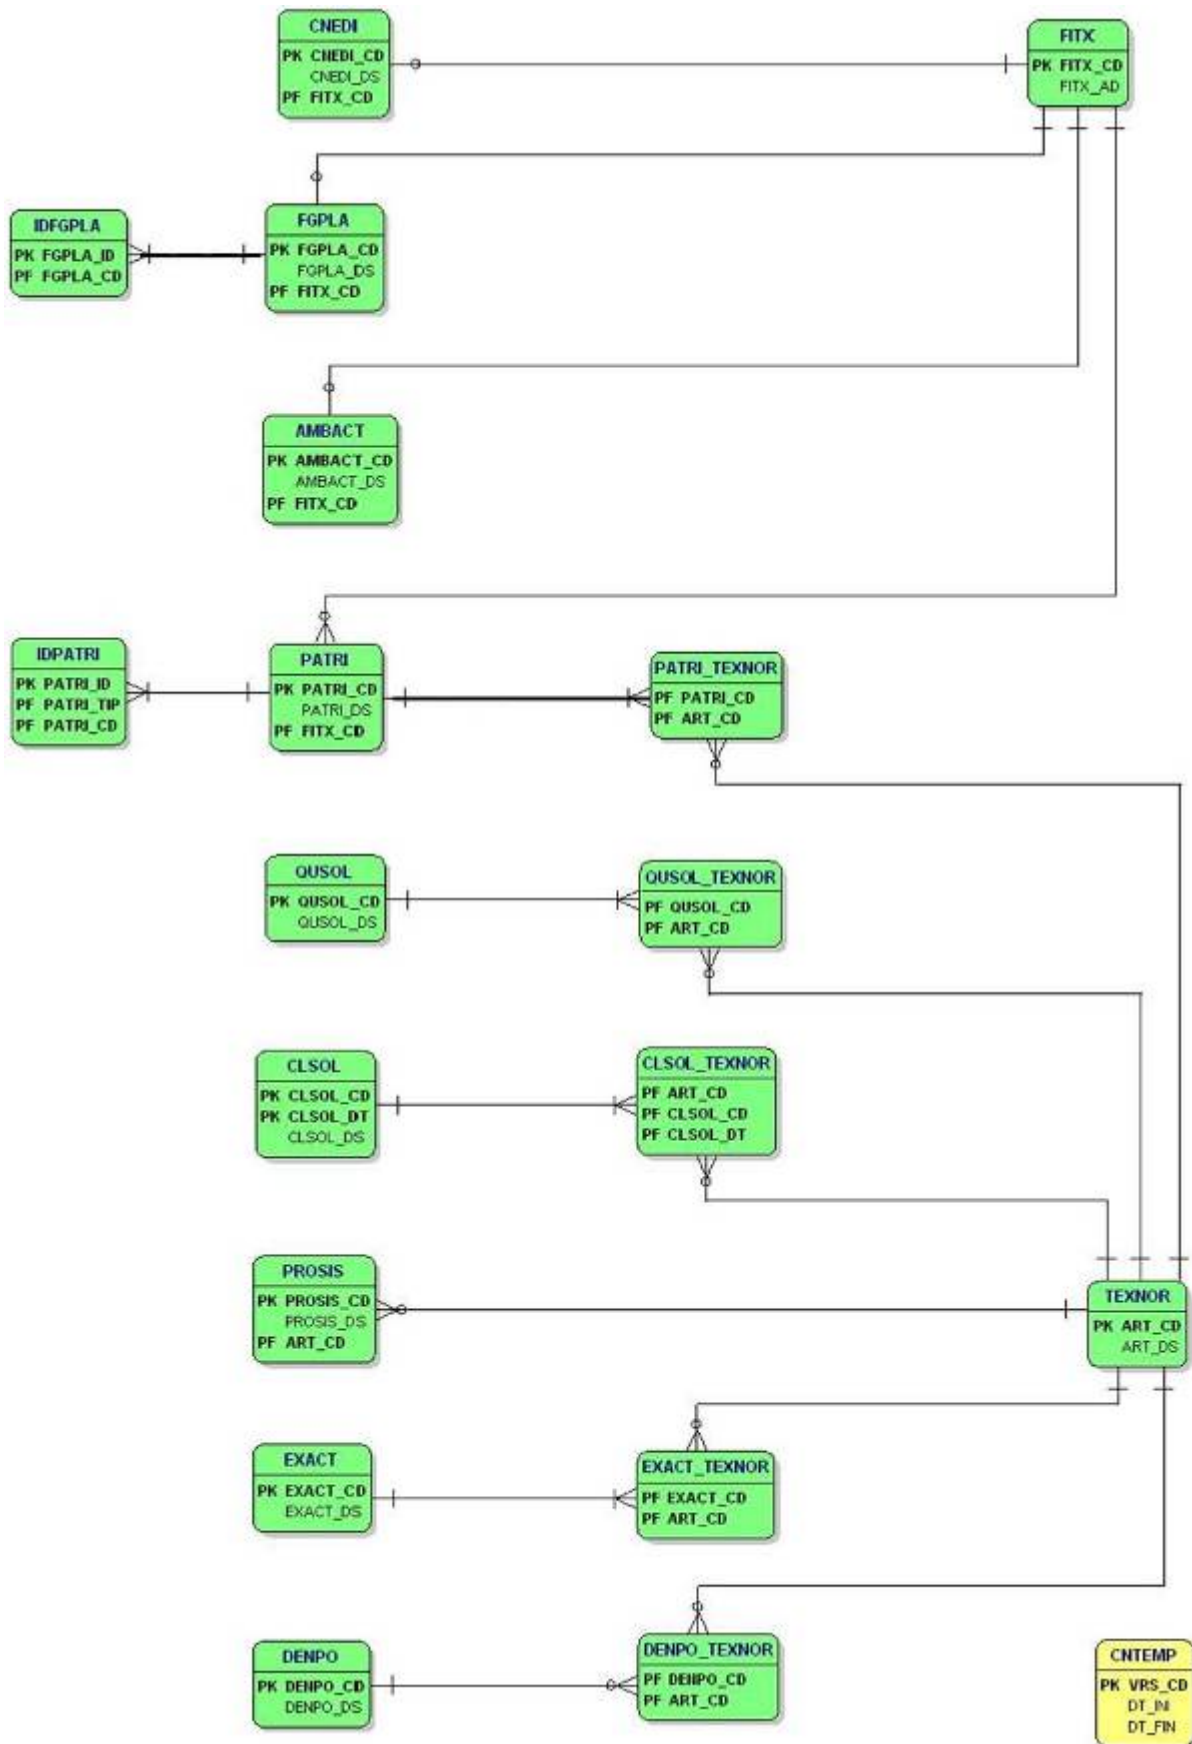 CNEDI
PK CNEDI_CD
CNEDI_DS
PF FITX_CD
FITX
PK FITX_CD
FITX_AD
IDFGPLA
PK FGPLA_ID
PF FGPLA_CD
FGPLA
PK FGPLA_CD
FGPLA_DS
PF FITX_CD
AMBACT
PK AMBACT_CD
AMBACT_DS
PF FITX_CD
IDPATRI
PK PATRI_ID
PF PATRI_TIP
PF PATRI_CD
PATRI
PK PATRI_CD
PATRI_DS
PF FITX_CD
PATRI_TEXNOR
PF PATRI_CD
PF ART_CD
QUSOL
PK QUSOL_CD
QUSOL_DS
QUSOL_TEXNOR
PF QUSOL_CD
PF ART_CD
CLSOL
PK CLSOL_CD
PK CLSOL_DT
CLSOL_DS
CLSOL_TEXNOR
PF ART_CD
PF CLSOL_CD
PF CLSOL_DT
PROSIS
PK PROSIS_CD
PROSIS_DS
PF ART_CD
TEXNOR
PK ART_CD
ART_DS
EXACT
PK EXACT_CD
EXACT_DS
EXACT_TEXNOR
PF EXACT_CD
PF ART_CD
DENPO
PK DENPO_CD
DENPO_DS
DENPO_TEXNOR
PF DENPO_CD
PF ART_CD
CNTEMP
PK VRS_CD
DT_INI
DT_FIN